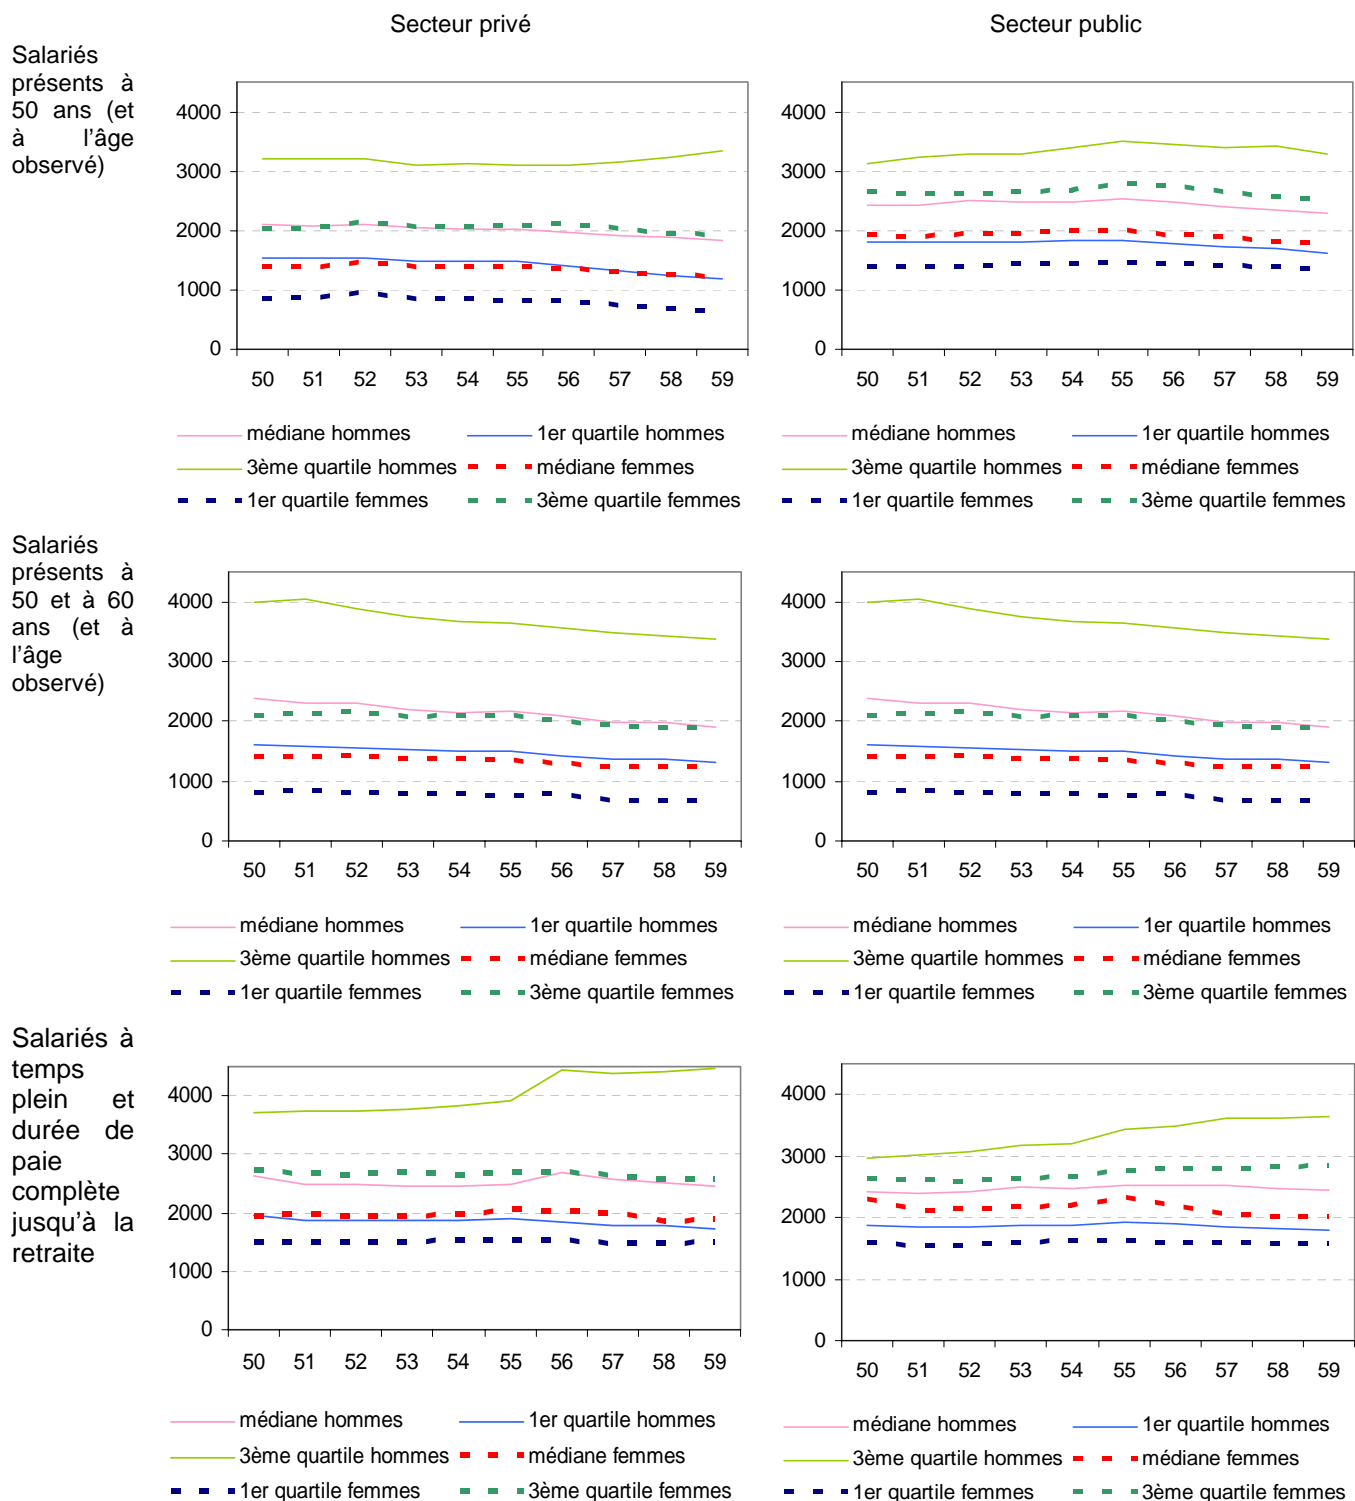 Secteur privé
Secteur public
Salariés
présents à
50 ans (et
à l'âge
observé)
4000
3000
2000
1000
0
50 51 52 53 54 55 56 57 58 59
médiane hommes
1er quartile hommes
3ème quartile hommes
médiane femmes
1er quartile femmes
3ème quartile femmes
4000
3000
2000
1000
0
50 51 52 53 54 55 56 57 58 59
médiane hommes
1er quartile hommes
3ème quartile hommes
médiane femmes
1er quartile femmes
3ème quartile femmes
Salariés
présents à
50 et à 60
ans (et à
l'âge
observé)
4000
3000
2000
1000
0
50 51 52 53 54 55 56 57 58 59
médiane hommes
1er quartile hommes
3ème quartile hommes
médiane femmes
1er quartile femmes
3ème quartile femmes
4000
3000
2000
1000
0
50 51 52 53 54 55 56 57 58 59
médiane hommes
1er quartile hommes
3ème quartile hommes
médiane femmes
1er quartile femmes
3ème quartile femmes
Salariés à
temps
plein et
durée de
paie
complète
jusqu'à la
retraite
4000
3000
2000
1000
0
50 51 52 53 54 55 56 57 58 59
médiane hommes
1er quartile hommes
3ème quartile hommes
médiane femmes
1er quartile femmes
3ème quartile femmes
4000
3000
2000
1000
0
50 51 52 53 54 55 56 57 58 59
médiane hommes
1er quartile hommes
3ème quartile hommes
médiane femmes
1er quartile femmes
3ème quartile femmes